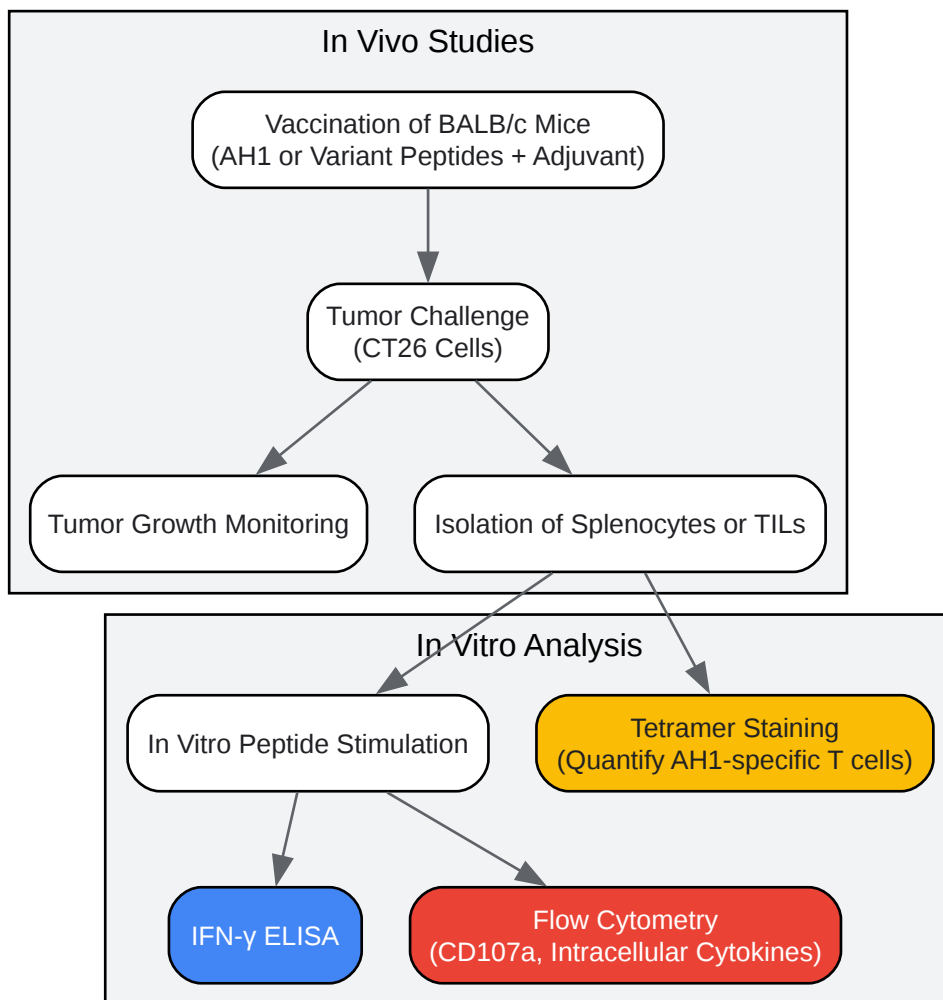 In Vivo Studies
Vaccination of BALB/c Mice
(AH1 or Variant Peptides + Adjuvant)
Tumor Challenge
(CT26 Cells)
Tumor Growth Monitoring
Isolation of Splenocytes or TILs
In Vitro Analysis
In Vitro Peptide Stimulation
Tetramer Staining
(Quantify AH1-specific T cells)
IFN-γ ELISA
Flow Cytometry
(CD107a, Intracellular Cytokines)